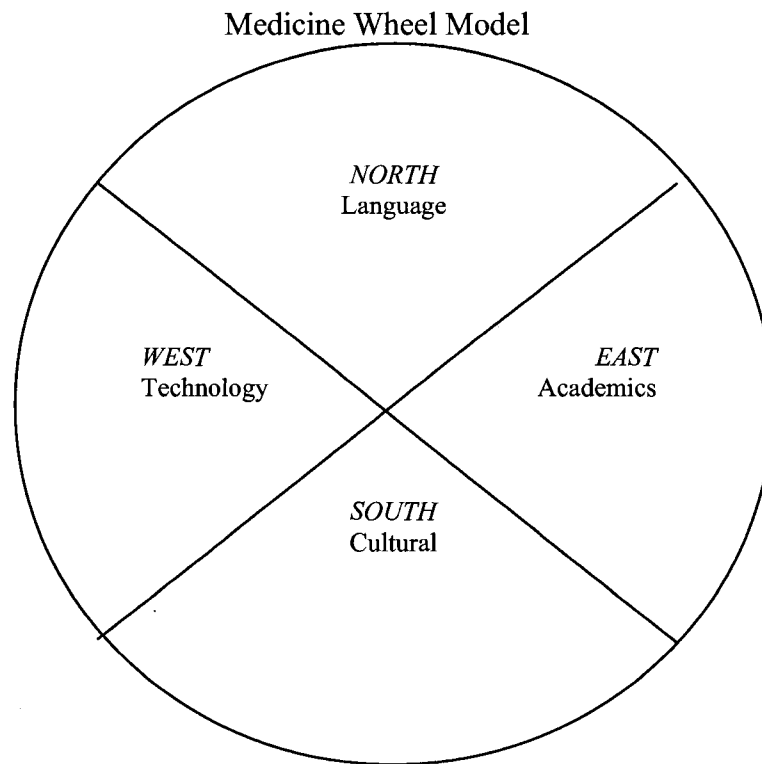 Medicine Wheel Model
NORTH
Language
WEST
Technology
EAST
Academics
SOUTH
Cultural